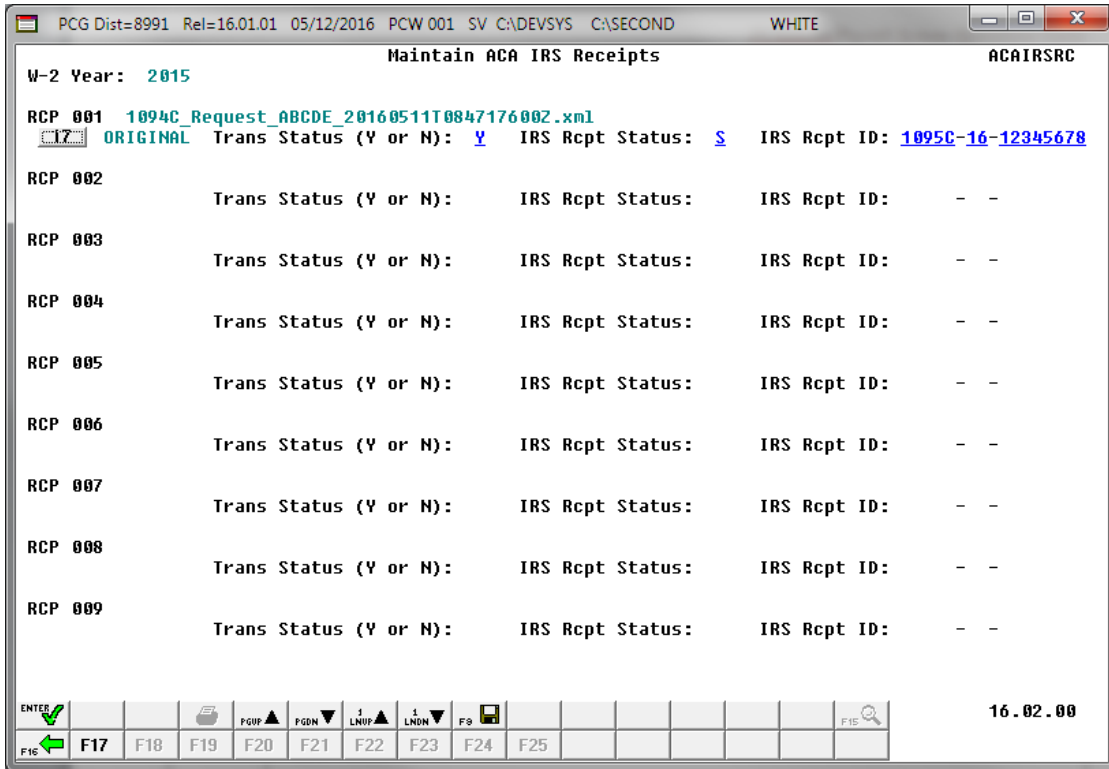 PCG Dist=8991 Rel=16.01.01 05/12/2016 PCW 001 SV C:\DEVSYS C:\SECOND WHITE
Maintain ACA IRS Receipts ACAIRSRC
W-2 Year: 2015
RCP 001 1094C_Request_ABCDE_20160511T084717600Z.xml
17 ORIGINAL Trans Status (Y or N): Y IRS Rcpt Status: S IRS Rcpt ID: 1095C-16-12345678
RCP 002
Trans Status (Y or N): IRS Rcpt Status: IRS Rcpt ID: - -
RCP 003
Trans Status (Y or N): IRS Rcpt Status: IRS Rcpt ID: - -
RCP 004
Trans Status (Y or N): IRS Rcpt Status: IRS Rcpt ID: - -
RCP 005
Trans Status (Y or N): IRS Rcpt Status: IRS Rcpt ID: - -
RCP 006
Trans Status (Y or N): IRS Rcpt Status: IRS Rcpt ID: - -
RCP 007
Trans Status (Y or N): IRS Rcpt Status: IRS Rcpt ID: - -
RCP 008
Trans Status (Y or N): IRS Rcpt Status: IRS Rcpt ID: - -
RCP 009
Trans Status (Y or N): IRS Rcpt Status: IRS Rcpt ID: - -
ENTER PGUP PGDN 1 LNUP 1 LNDN F9 F15 16.02.00
F16 F17 F18 F19 F20 F21 F22 F23 F24 F25